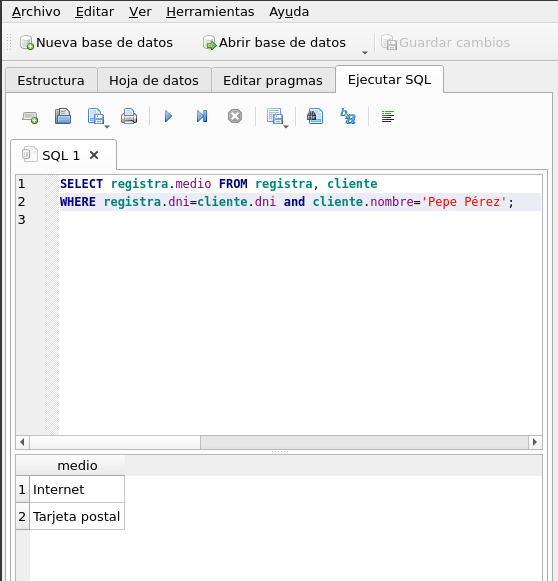 Archivo Editar Ver Herramientas Ayuda
Nueva base de datos Abrir base de datos Guardar cambios
Estructura Hoja de datos Editar pragmas Ejecutar SQL
SQL 1
1 SELECT registra.medio FROM registra, cliente
2 WHERE registra.dni=cliente.dni and cliente.nombre='Pepe Pérez';
3
medio
1 Internet
2 Tarjeta postal